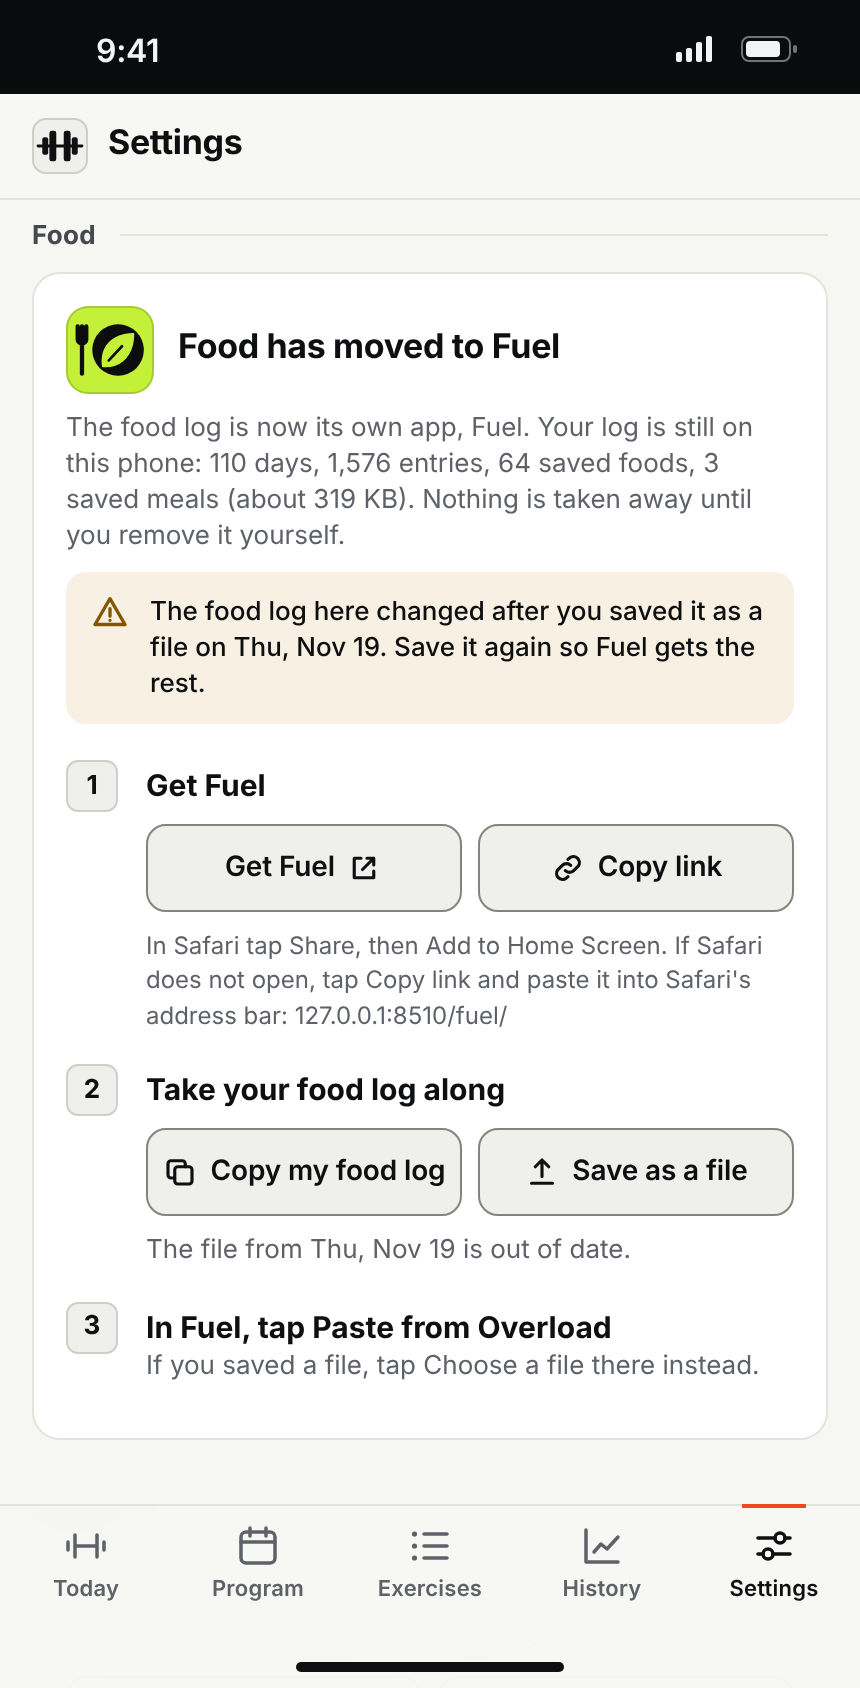 9:41
Settings
Food
Food has moved to Fuel
The food log is now its own app, Fuel. Your log is still on
this phone: 110 days, 1,576 entries, 64 saved foods, 3
saved meals (about 319 KB). Nothing is taken away until
you remove it yourself.
The food log here changed after you saved it as a
file on Thu, Nov 19. Save it again so Fuel gets the
rest.
1
Get Fuel
Get Fuel
Copy link
In Safari tap Share, then Add to Home Screen. If Safari
does not open, tap Copy link and paste it into Safari's
address bar: 127.0.0.1:8510/fuel/
2
Take your food log along
Copy my food log
Save as a file
The file from Thu, Nov 19 is out of date.
3
In Fuel, tap Paste from Overload
If you saved a file, tap Choose a file there instead.
Today
Program
Exercises
History
Settings